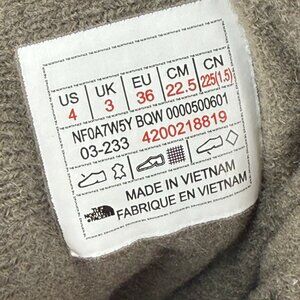 US UK EU CM CN
4 3 36 22.5 225(1.5)
NF0A7W5Y BQW 0000500601
03-233 4200218819
MADE IN VIETNAM
FABRIQUE EN VIETNAM
THE
NORTH
FACE